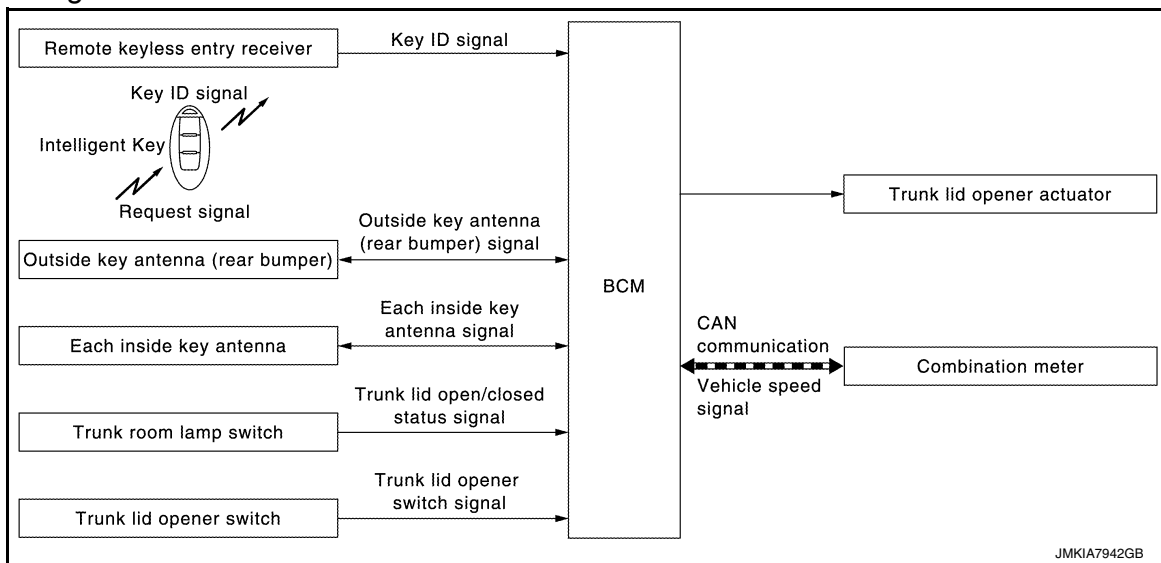 Remote keyless entry receiver
Key ID signal
Key ID signal
Intelligent Key
Request signal
Outside key antenna
(rear bumper) signal
Outside key antenna (rear bumper)
Each inside key
antenna signal
Each inside key antenna
Trunk lid open/closed
status signal
Trunk room lamp switch
Trunk lid opener
switch signal
Trunk lid opener switch
BCM
Trunk lid opener actuator
CAN
communication
Vehicle speed
signal
Combination meter
JMKIA7942GB